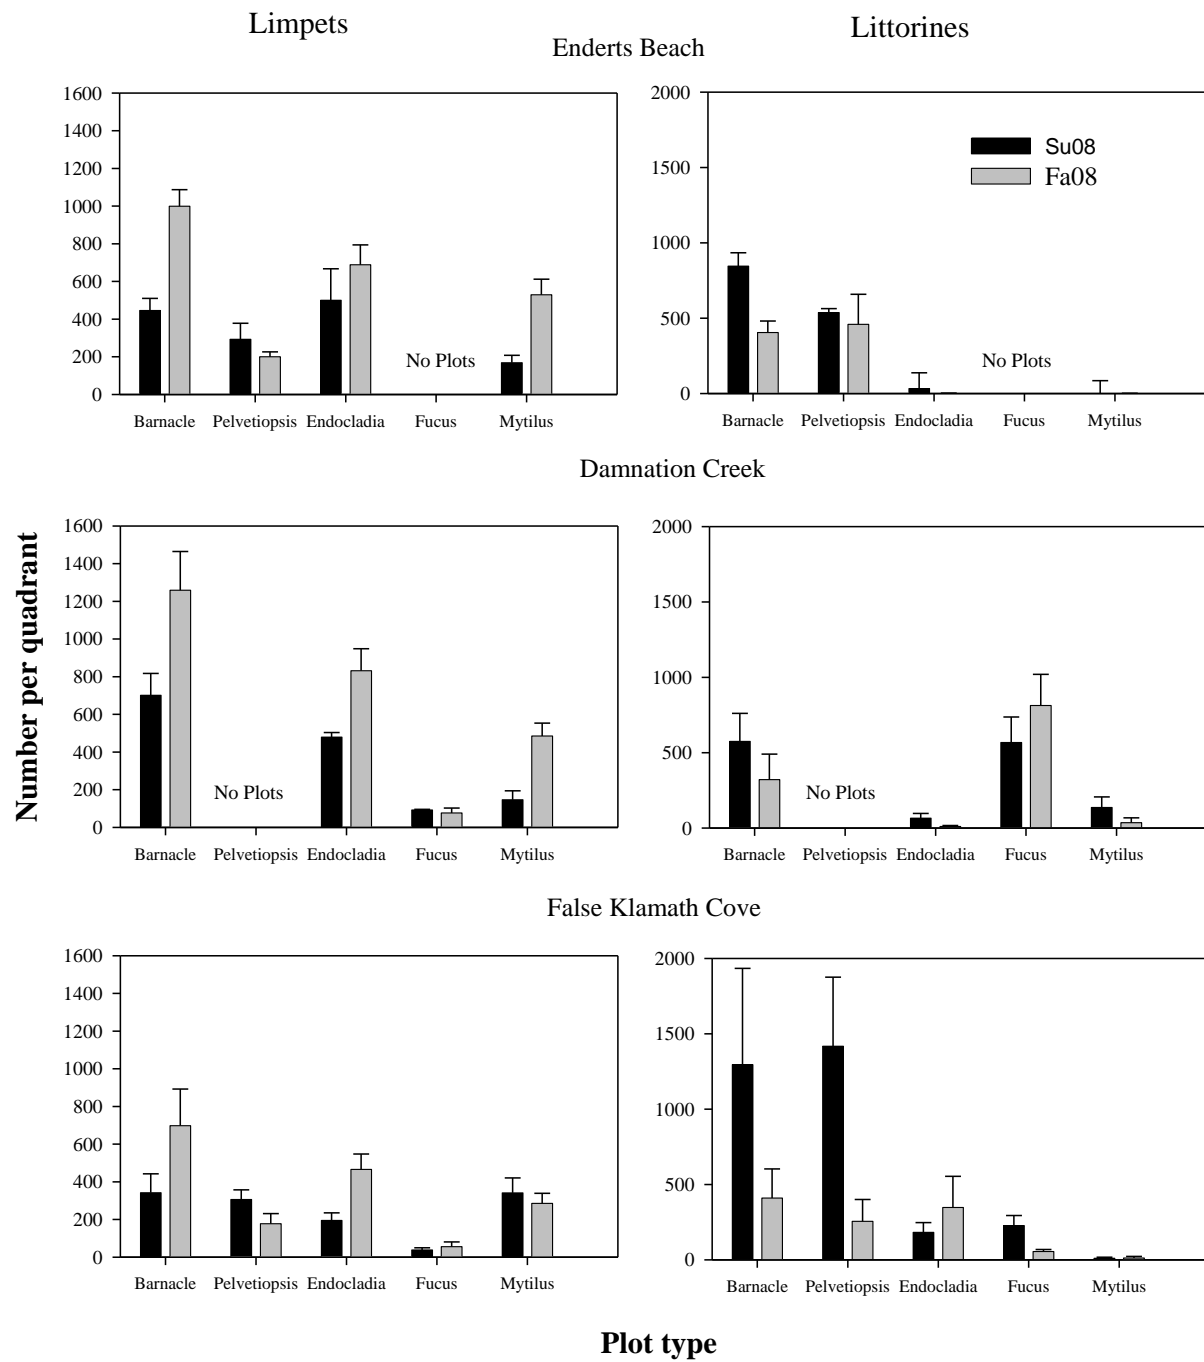 Limpets
Littorines
Enderts Beach
1600
1400
1200
1000
800
600
400
200
0
No Plots
Barnacle Pelvetiopsis Endocladia Fucus Mytilus
2000
1500
1000
500
0
Su08
Fa08
No Plots
Barnacle Pelvetiopsis Endocladia Fucus Mytilus
Damnation Creek
Number per quadrant
1600
1400
1200
1000
800
600
400
200
0
No Plots
Barnacle Pelvetiopsis Endocladia Fucus Mytilus
2000
1500
1000
500
0
No Plots
Barnacle Pelvetiopsis Endocladia Fucus Mytilus
False Klamath Cove
1600
1400
1200
1000
800
600
400
200
0
Barnacle Pelvetiopsis Endocladia Fucus Mytilus
2000
1500
1000
500
0
Barnacle Pelvetiopsis Endocladia Fucus Mytilus
Plot type